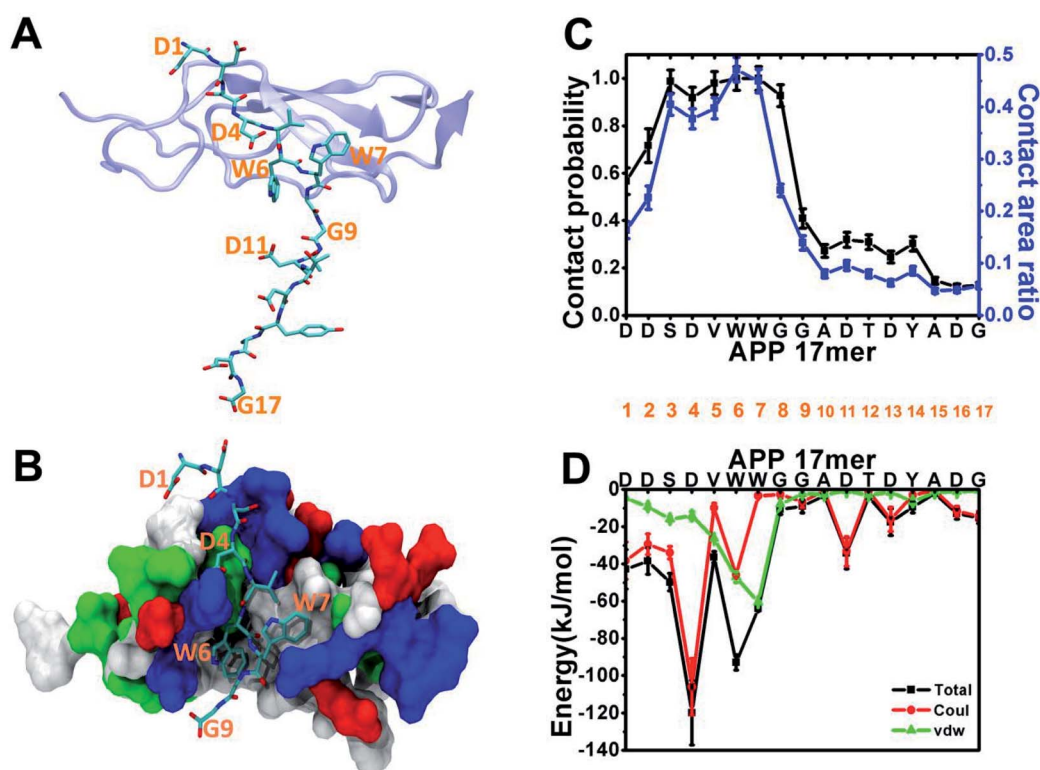 A
D1
D4
W6
W7
G9
D11
G17
B
D1
D4
W7
W6
G9
C
Contact probability
1.0
0.8
0.6
0.4
0.2
0.0
0.5
0.4
0.3
0.2
0.1
0.0
Contact area ratio
D D S D V W W G G A D T D Y A D G
APP 17mer
1 2 3 4 5 6 7 8 9 10 11 12 13 14 15 16 17
D
APP 17mer
D D S D V W W G G A D T D Y A D G
Energy(kJ/mol)
0
-20
-40
-60
-80
-100
-120
-140
Total
Coul
vdw